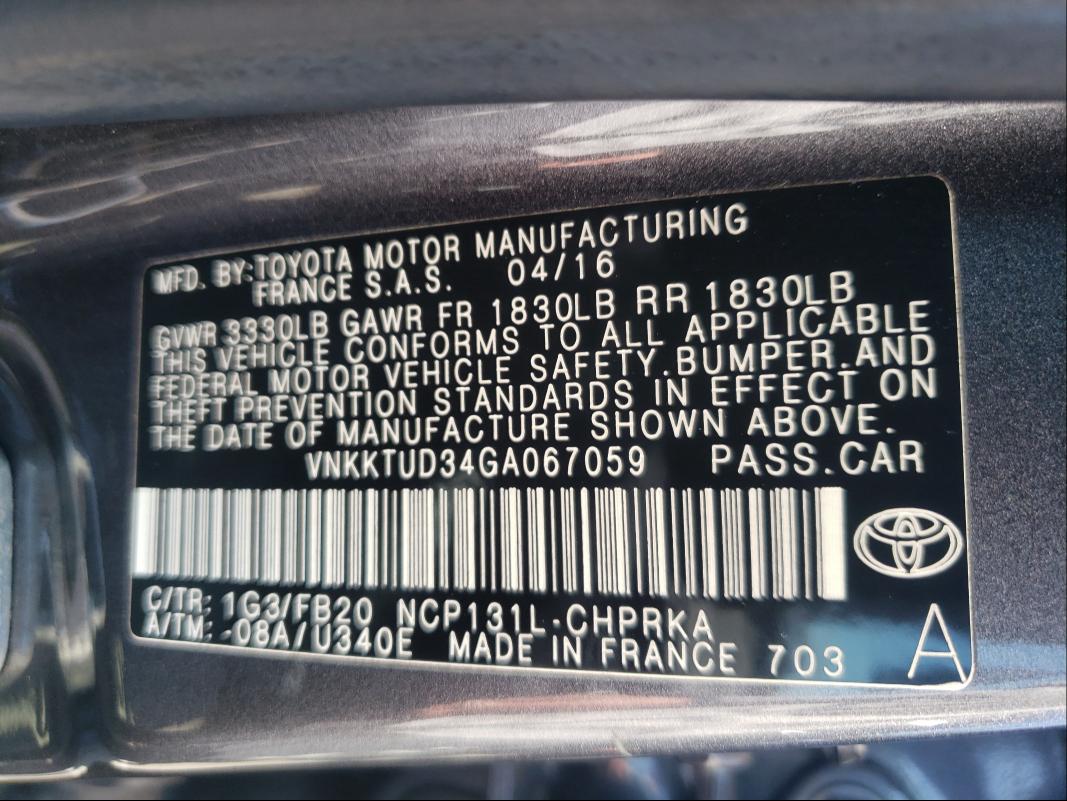 MFD. BY: TOYOTA MOTOR MANUFACTURING
FRANCE S.A.S. 04/16
GVWR 3330LB GAWR FR 1830LB RR 1830LB
THIS VEHICLE CONFORMS TO ALL APPLICABLE
FEDERAL MOTOR VEHICLE SAFETY. BUMPER. AND
THEFT PREVENTION STANDARDS IN EFFECT ON
THE DATE OF MANUFACTURE SHOWN ABOVE.
VNKKTUD34GA067059 PASS.CAR
C/TR: 1G3/FB20 NCP131L-CHPRKA
A/TM: -08A/U340E MADE IN FRANCE 703
A